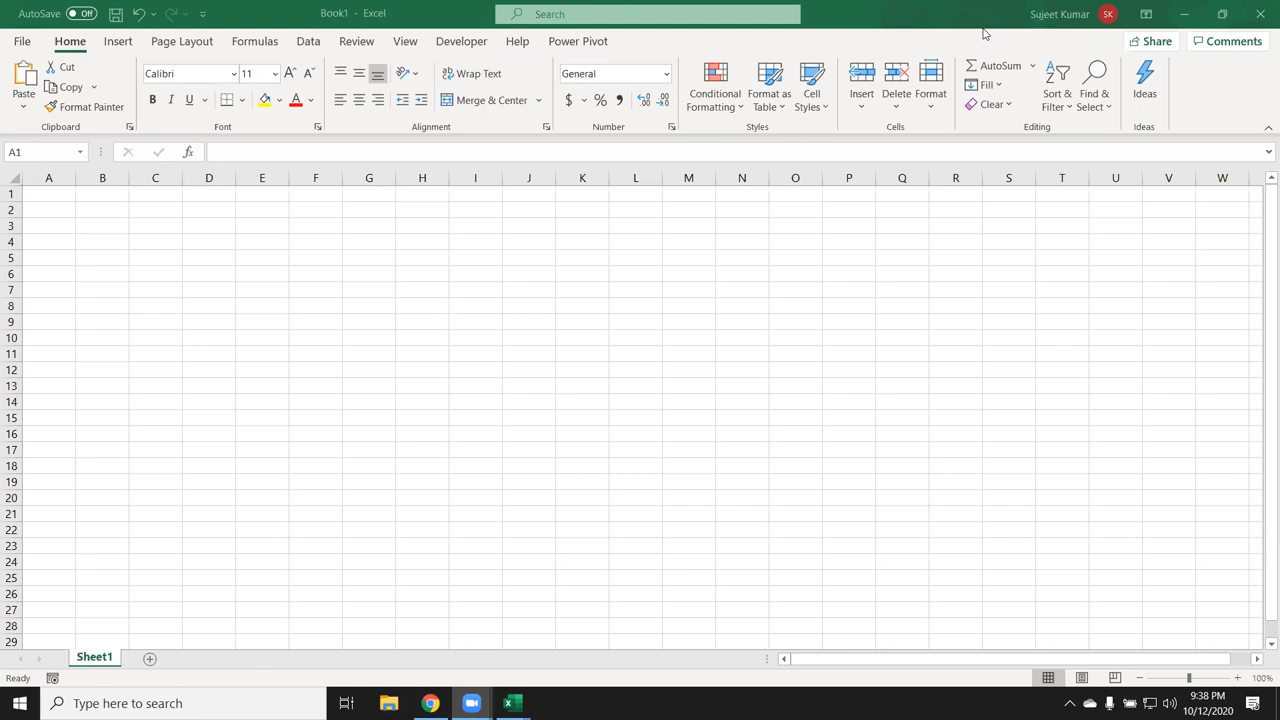 AutoSave Off Book1 - Excel Search Sujeet Kumar SK
File Home Insert Page Layout Formulas Data Review View Developer Help Power Pivot Share Comments
Paste
Cut
Copy
Format Painter
Clipboard
Calibri 11
B I U A
Font
Wrap Text
Merge & Center
Alignment
General
$ % ,
Number
Conditional Formatting
Format as Table
Cell Styles
Styles
Insert
Delete
Format
Cells
AutoSum
Fill
Clear
Sort & Filter
Find & Select
Editing
Ideas
Ideas
A1 fx
A B C D E F G H I J K L M N O P Q R S T U V W
1
2
3
4
5
6
7
8
9
10
11
12
13
14
15
16
17
18
19
20
21
22
23
24
25
26
27
28
29
Sheet1
Ready 100%
Type here to search 9:38 PM
10/12/2020